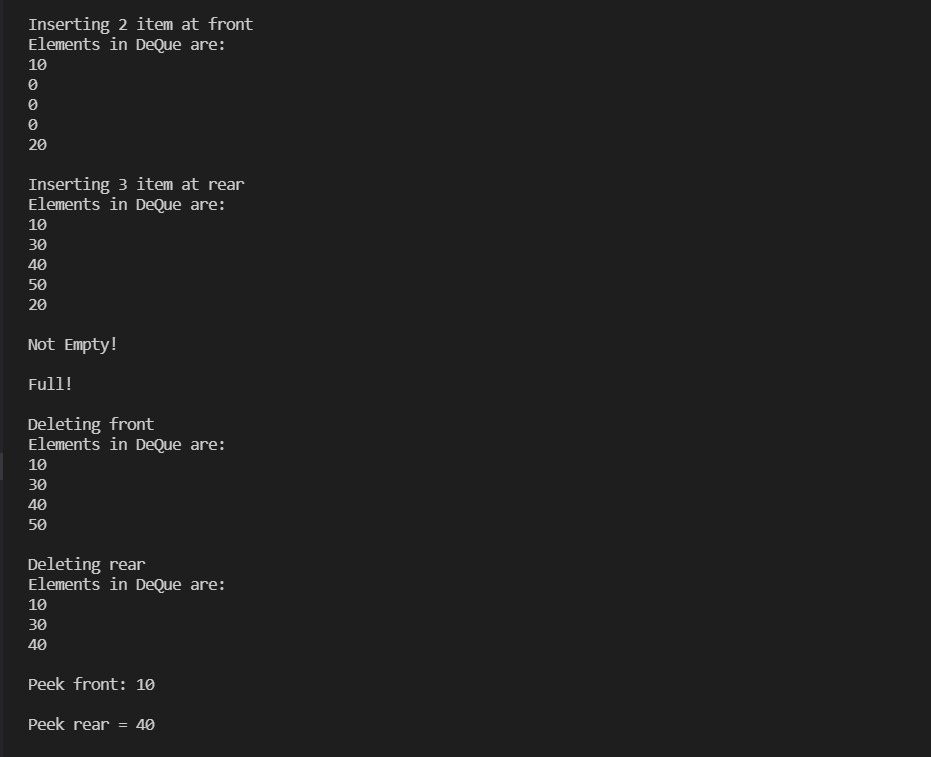 Inserting 2 item at front
Elements in DeQue are:
10
0
0
0
20
Inserting 3 item at rear
Elements in DeQue are:
10
30
40
50
20
Not Empty!
Full!
Deleting front
Elements in DeQue are:
10
30
40
50
Deleting rear
Elements in DeQue are:
10
30
40
Peek front: 10
Peek rear = 40